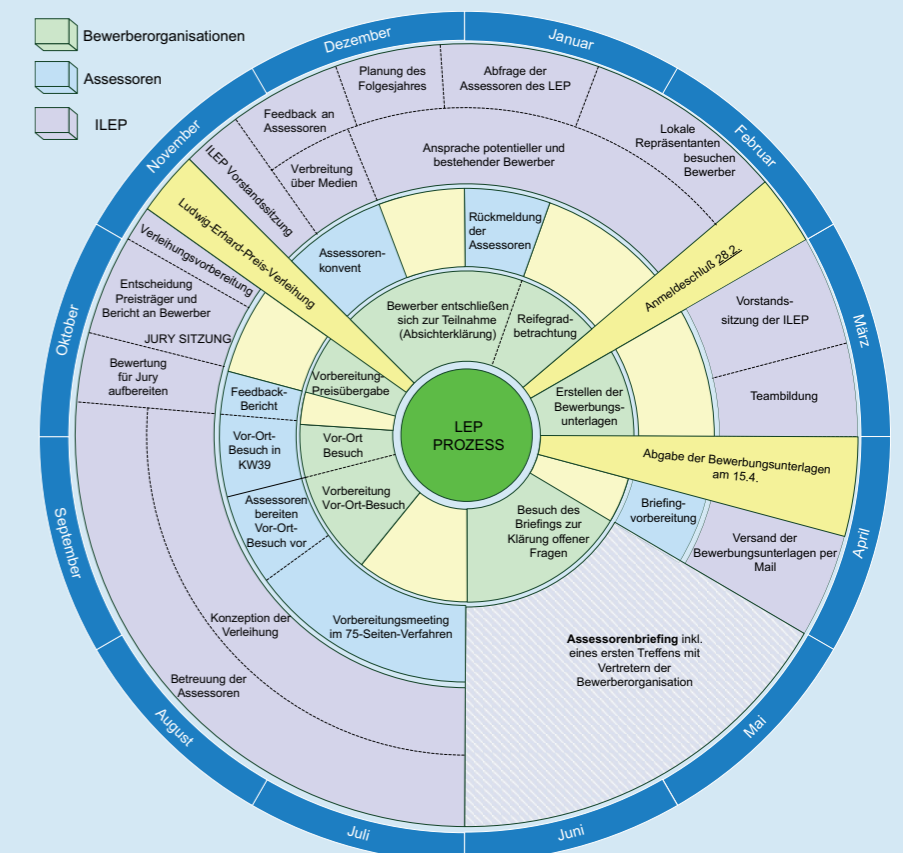 Bewerberorganisationen
Assessoren
ILEP
Januar
Februar
März
April
Mai
Juni
Juli
August
September
Oktober
November
Dezember
Planung des
Folgesjahres
Abfrage der
Assessoren des LEP
Lokale
Repräsentanten
besuchen
Bewerber
Feedback an
Assessoren
ILEP Vorstandssitzung
Verbreitung
über Medien
Ansprache potentieller und
bestehender Bewerber
Ludwig-Erhard-Preis-Verleihung
Anmeldeschluß 28.2.
Assessoren-
konvent
Rückmeldung
der
Assessoren
Verleihungsvorbereitung
Entscheidung
Preisträger und
Bericht an Bewerber
JURY SITZUNG
Bewertung
für Jury
aufbereiten
Bewerber entschließen
sich zur Teilnahme
(Absichterklärung)
Reifegrad-
betrachtung
Vorstands-
sitzung der ILEP
Teambildung
Vorbereitung-
Preisübergabe
Erstellen der
Bewerbungs-
unterlagen
Feedback-
Bericht
LEP
PROZESS
Vor-Ort-
Besuch in
KW39
Vor-Ort
Besuch
Abgabe der Bewerbungsunterlagen
am 15.4.
Assessoren
bereiten
Vor-Ort-
Besuch vor
Vorbereitung
Vor-Ort-Besuch
Besuch des
Briefings zur
Klärung offener
Fragen
Briefing-
vorbereitung
Versand der
Bewerbungsunterlagen per
Mail
Konzeption der
Verleihung
Vorbereitungsmeeting
im 75-Seiten-Verfahren
Assessorenbriefing inkl.
eines ersten Treffens mit
Vertretern der
Bewerberorganisation
Betreuung der
Assessoren